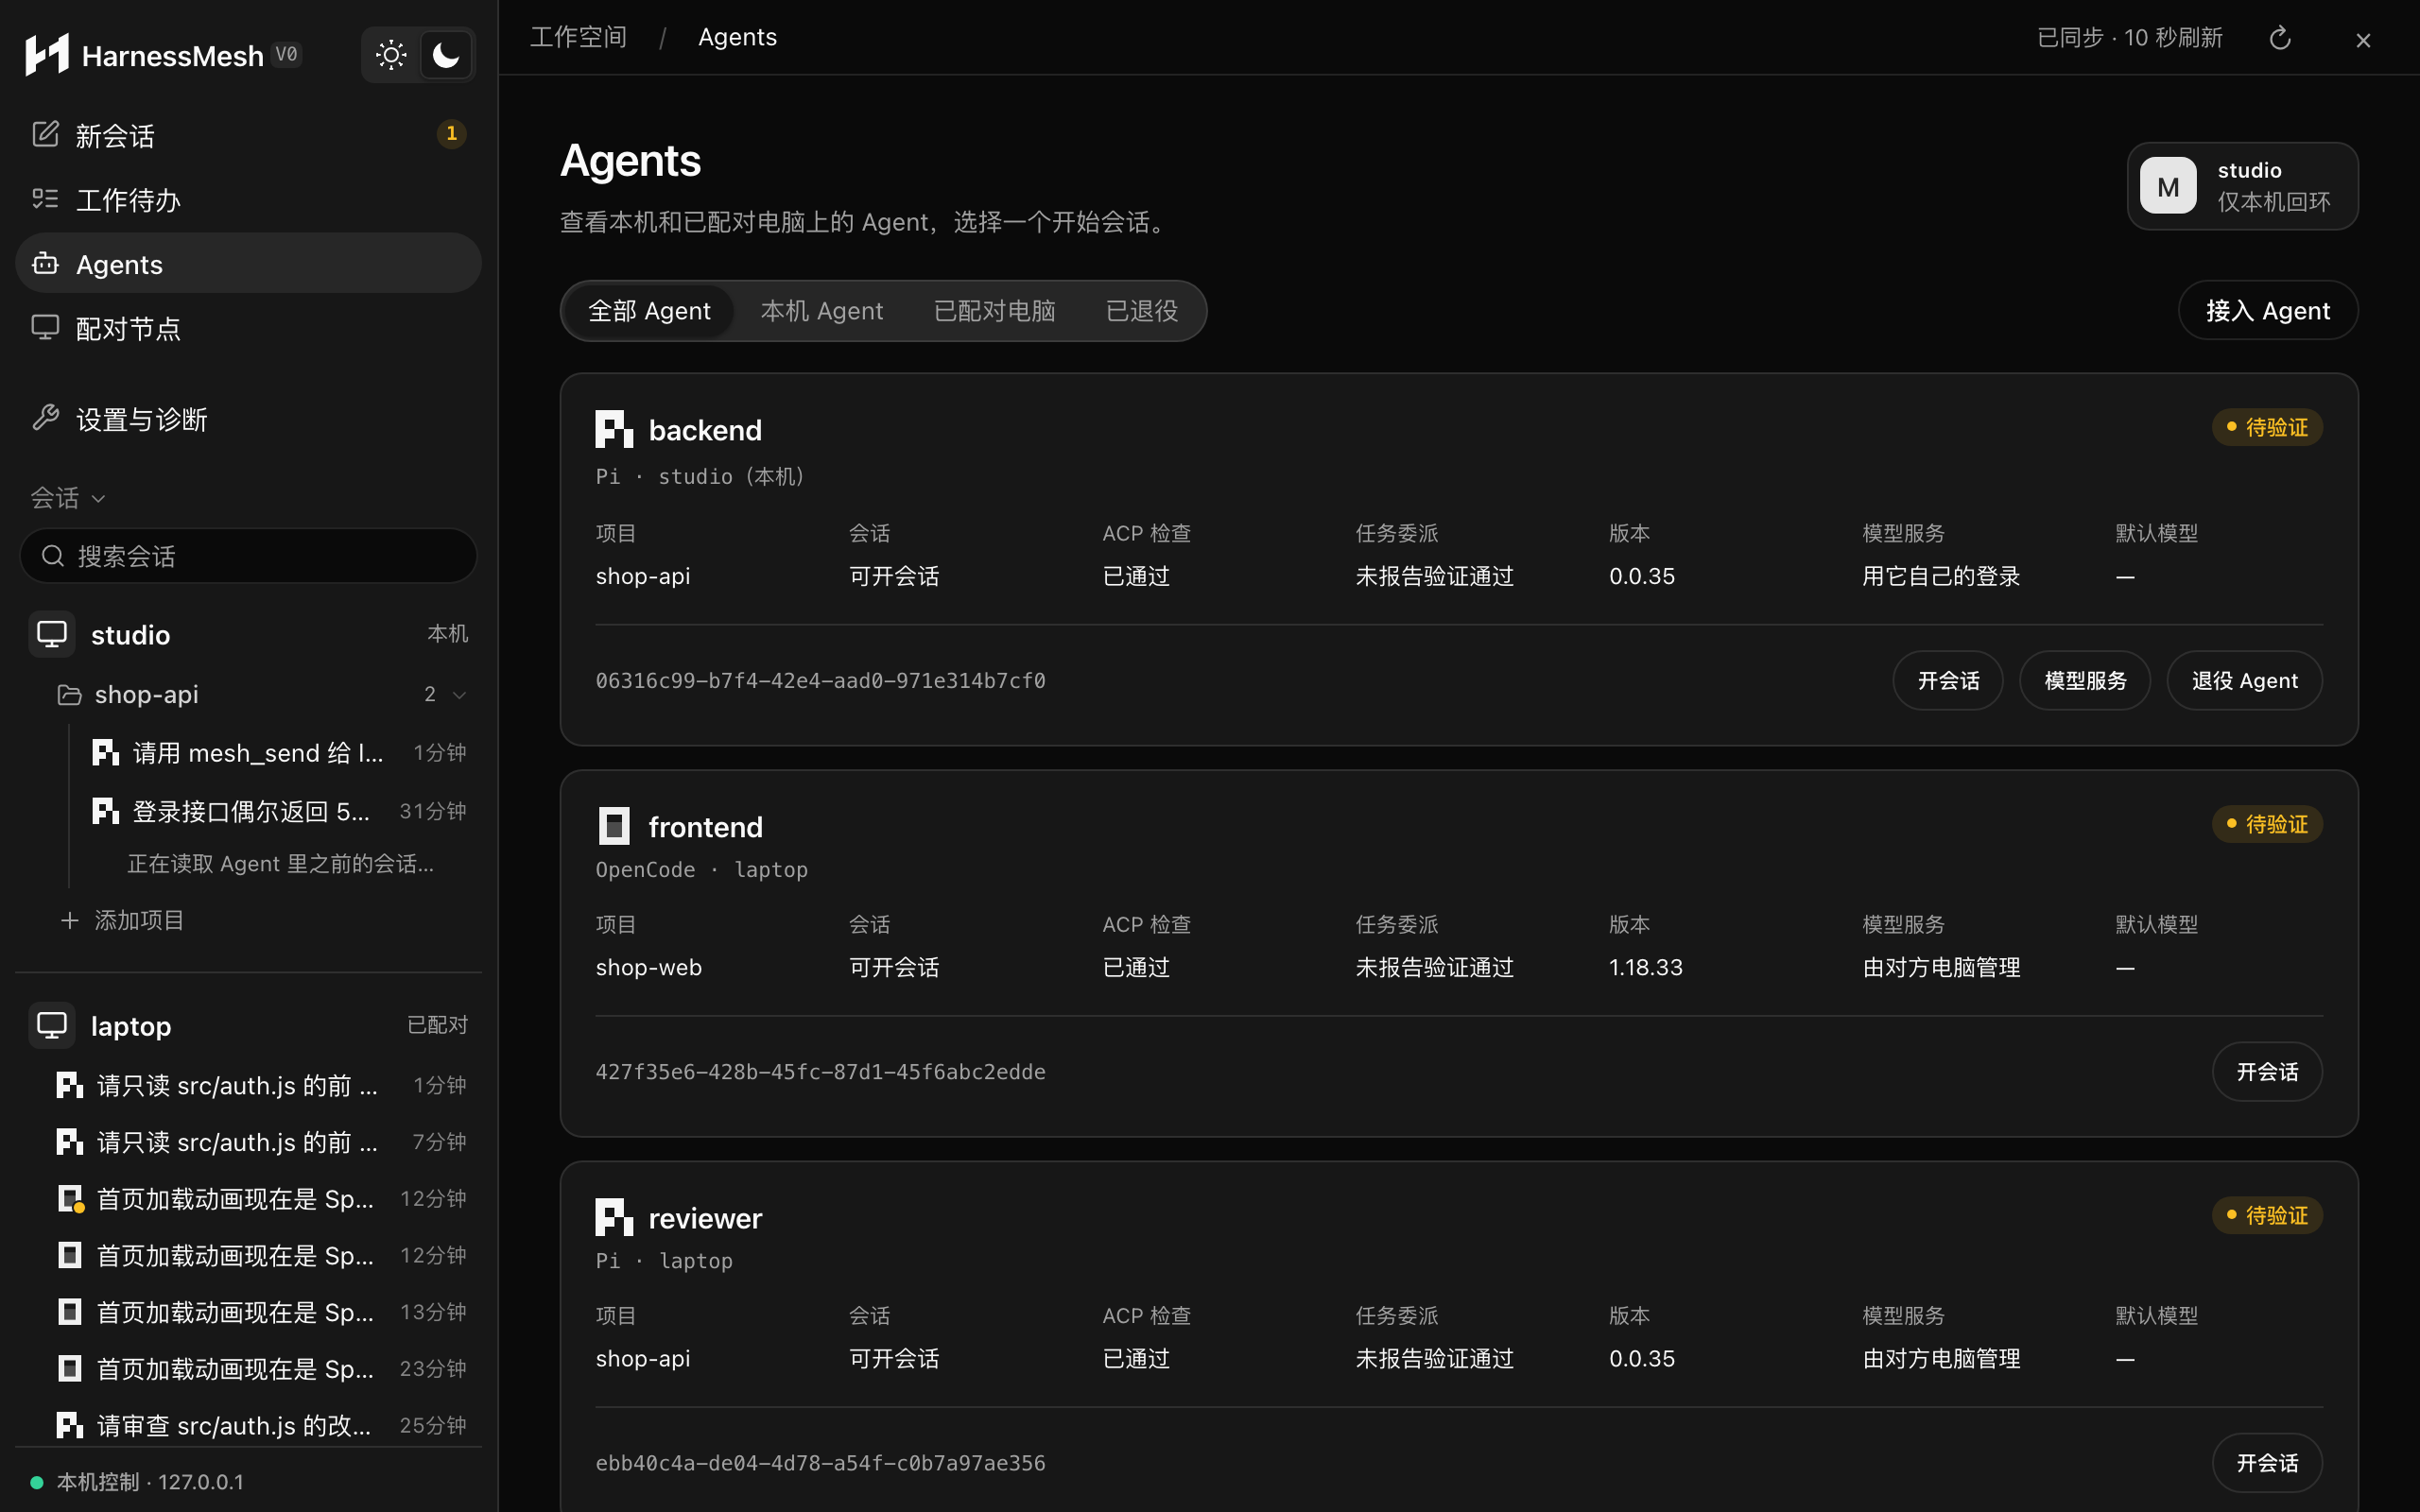 HarnessMesh V0
新会话 1
工作待办
Agents
配对节点
设置与诊断
会话
搜索会话
studio 本机
shop-api 2
请用 mesh_send 给 l... 1分钟
登录接口偶尔返回 5... 31分钟
正在读取 Agent 里之前的会话...
添加项目
laptop 已配对
请只读 src/auth.js 的前 ... 1分钟
请只读 src/auth.js 的前 ... 7分钟
首页加载动画现在是 Sp... 12分钟
首页加载动画现在是 Sp... 12分钟
首页加载动画现在是 Sp... 13分钟
首页加载动画现在是 Sp... 23分钟
请审查 src/auth.js 的改... 25分钟
本机控制 · 127.0.0.1
工作空间 / Agents
已同步 · 10 秒刷新
Agents
查看本机和已配对电脑上的 Agent，选择一个开始会话。
M
studio
仅本机回环
全部 Agent 本机 Agent 已配对电脑 已退役
接入 Agent
backend 待验证
Pi · studio（本机）
项目 会话 ACP 检查 任务委派 版本 模型服务 默认模型
shop-api 可开会话 已通过 未报告验证通过 0.0.35 用它自己的登录 —
06316c99-b7f4-42e4-aad0-971e314b7cf0 开会话 模型服务 退役 Agent
frontend 待验证
OpenCode · laptop
项目 会话 ACP 检查 任务委派 版本 模型服务 默认模型
shop-web 可开会话 已通过 未报告验证通过 1.18.33 由对方电脑管理 —
427f35e6-428b-45fc-87d1-45f6abc2edde 开会话
reviewer 待验证
Pi · laptop
项目 会话 ACP 检查 任务委派 版本 模型服务 默认模型
shop-api 可开会话 已通过 未报告验证通过 0.0.35 由对方电脑管理 —
ebb40c4a-de04-4d78-a54f-c0b7a97ae356 开会话